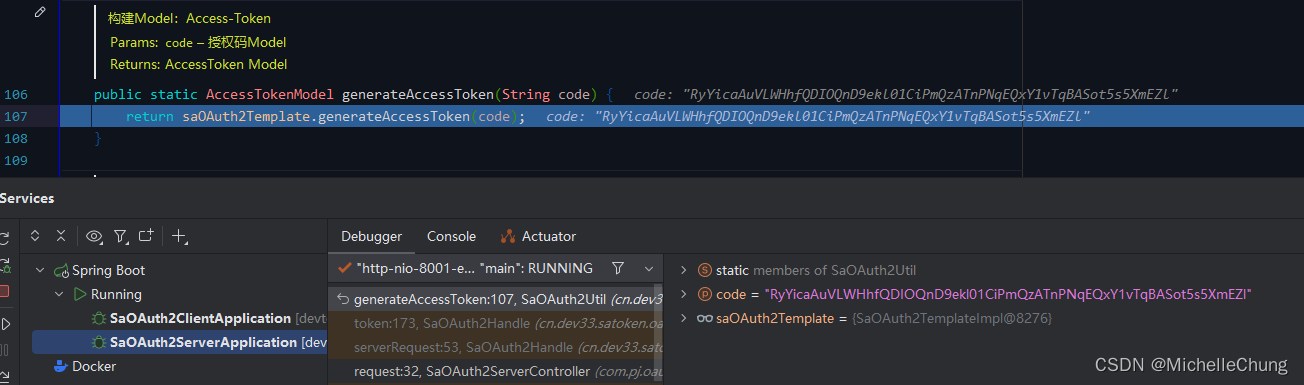 构建Model：Access-Token
Params: code – 授权码Model
Returns: AccessToken Model
106 public static AccessTokenModel generateAccessToken(String code) { code: "RyYicaAuVLWHhfQDIOQnD9ekl01CiPmQzATnPNqEQxY1vTqBASot5s5XmEZl"
107 return saOAuth2Template.generateAccessToken(code); code: "RyYicaAuVLWHhfQDIOQnD9ekl01CiPmQzATnPNqEQxY1vTqBASot5s5XmEZl"
108 }
109
Services
Debugger Console Actuator
Spring Boot
Running
SaOAuth2ClientApplication [devt
SaOAuth2ServerApplication [dev
Docker
"http-nio-8001-e... "main": RUNNING
generateAccessToken:107, SaOAuth2Util (cn.dev33
token:173, SaOAuth2Handle (cn.dev33.satoken.oa
serverRequest:53, SaOAuth2Handle (cn.dev33.sato
request:32, SaOAuth2ServerController (com.pj.oau
static members of SaOAuth2Util
code = "RyYicaAuVLWHhfQDIOQnD9ekl01CiPmQzATnPNqEQxY1vTqBASot5s5XmEZl"
saOAuth2Template = {SaOAuth2TemplateImpl@8276}
CSDN @MichelleChung